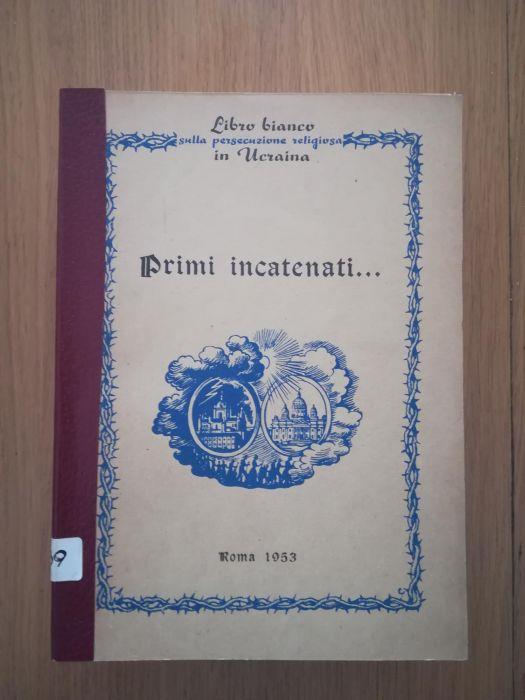 Libro bianco
sulla persecuzione religiosa
in Ucraina
Primi incatenati...
Roma 1953